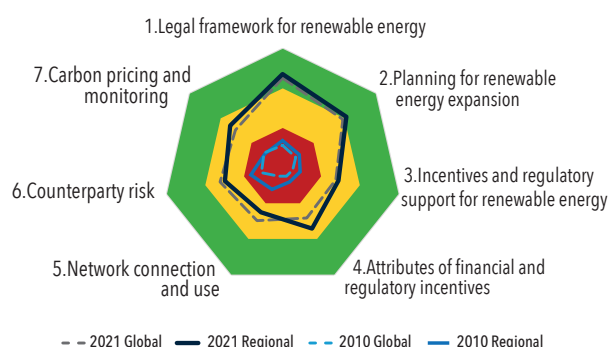 1.Legal framework for renewable energy
7.Carbon pricing and
monitoring
2.Planning for renewable
energy expansion
3.Incentives and regulatory
support for renewable energy
6.Counterparty risk
5.Network connection
and use
4.Attributes of financial and
regulatory incentives
2021 Global 2021 Regional 2010 Global 2010 Regional